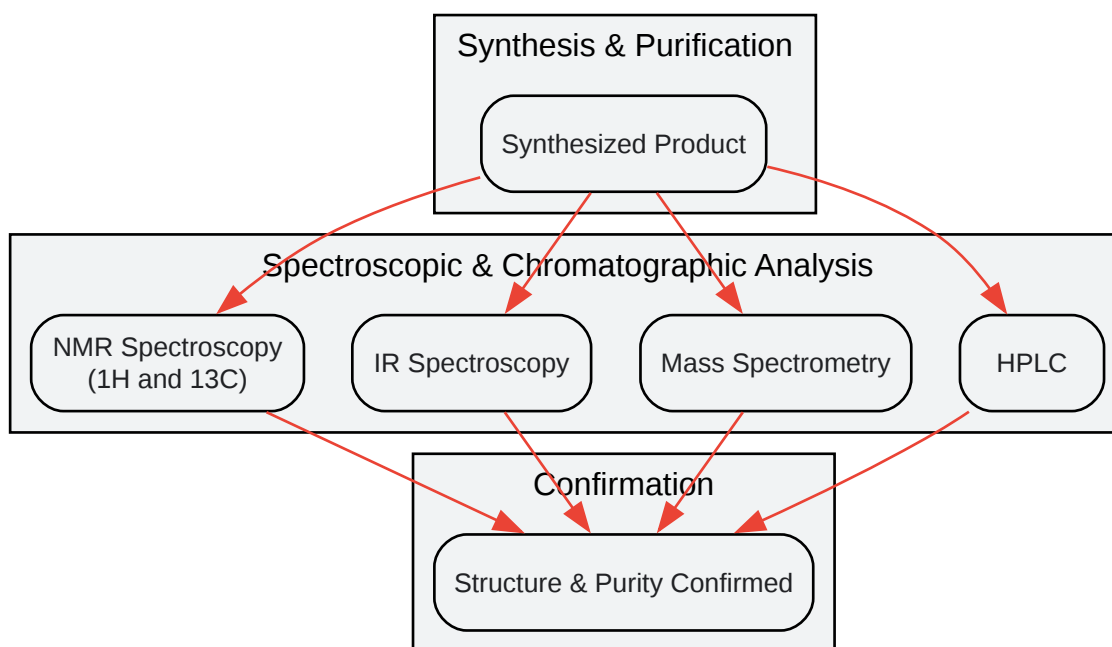 Synthesis & Purification
Synthesized Product
Spectroscopic & Chromatographic Analysis
NMR Spectroscopy
(1H and 13C)
IR Spectroscopy
Mass Spectrometry
HPLC
Confirmation
Structure & Purity Confirmed